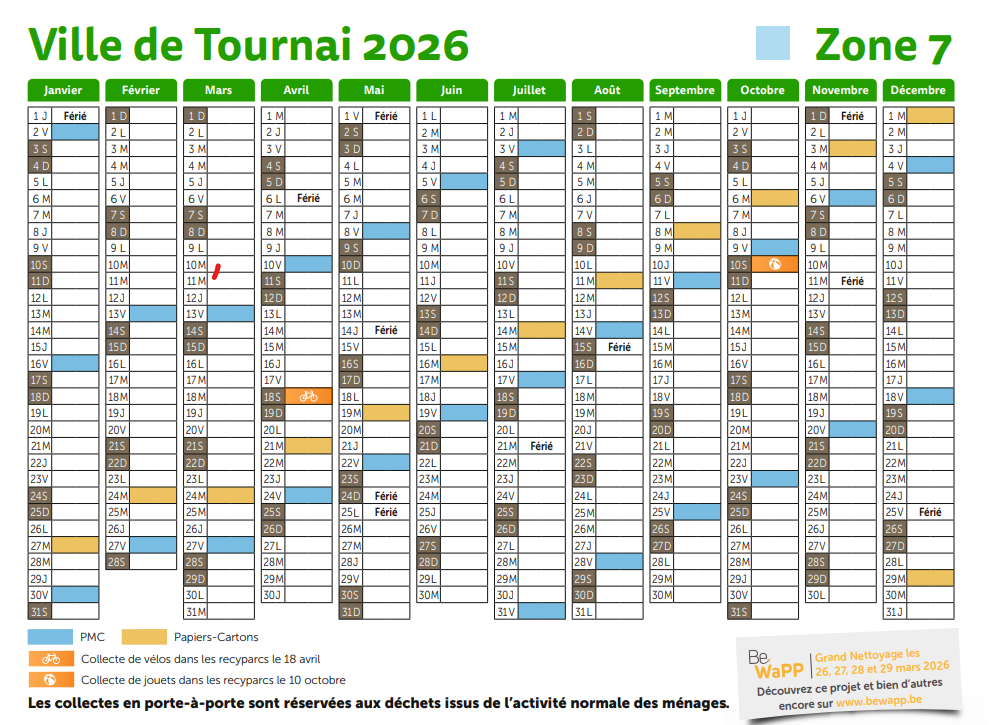 Ville de Tournai 2026 Zone 7
Janvier Février Mars Avril Mai Juin Juillet Août Septembre Octobre Novembre Décembre
1 J Férié 1 D 1 D 1 M 1 V Férié 1 L 1 M 1 S 1 M 1 J 1 D Férié 1 M
2 V 2 L 2 L 2 J 2 S 2 M 2 J 2 D 2 M 2 V 2 L 2 M
3 S 3 M 3 M 3 V 3 D 3 M 3 V 3 L 3 J 3 S 3 M 3 J
4 D 4 M 4 M 4 S 4 L 4 J 4 S 4 M 4 V 4 D 4 M 4 V
5 L 5 J 5 J 5 D 5 M 5 V 5 D 5 M 5 S 5 L 5 J 5 S
6 M 6 V 6 V 6 L Férié 6 M 6 S 6 L 6 J 6 D 6 M 6 V 6 D
7 M 7 S 7 S 7 M 7 J 7 D 7 M 7 V 7 L 7 M 7 S 7 L
8 J 8 D 8 D 8 M 8 V 8 L 8 M 8 S 8 M 8 J 8 D 8 M
9 V 9 L 9 L 9 J 9 S 9 M 9 J 9 D 9 M 9 V 9 L 9 M
10S 10M 10M 10V 10D 10M 10V 10L 10J 10S 10M 10J
11D 11M 11M 11S 11L 11J 11S 11M 11V 11D 11M Férié 11V
12L 12J 12J 12D 12M 12V 12D 12M 12S 12L 12J 12S
13M 13V 13V 13L 13M 13S 13L 13J 13D 13M 13V 13D
14M 14S 14S 14M 14J Férié 14D 14M 14V 14L 14M 14S 14L
15J 15D 15D 15M 15V 15L 15M 15S Férié 15M 15J 15D 15M
16V 16L 16L 16J 16S 16M 16J 16D 16M 16V 16L 16M
17S 17M 17M 17V 17D 17M 17V 17L 17J 17S 17M 17J
18D 18M 18M 18S 18L 18J 18S 18M 18V 18D 18M 18V
19L 19J 19J 19D 19M 19V 19D 19M 19S 19L 19J 19S
20M 20V 20V 20L 20M 20S 20L 20J 20D 20M 20V 20D
21M 21S 21S 21M 21J 21D 21M Férié 21V 21L 21M 21S 21L
22J 22D 22D 22M 22V 22L 22M 22S 22M 22J 22D 22M
23V 23L 23L 23J 23S 23M 23J 23D 23M 23V 23L 23M
24S 24M 24M 24V 24D Férié 24M 24V 24L 24J 24S 24M 24J
25D 25M 25M 25S 25L Férié 25J 25S 25M 25V 25D 25M 25V Férié
26L 26J 26J 26D 26M 26V 26D 26M 26S 26L 26J 26S
27M 27V 27V 27L 27M 27S 27L 27J 27D 27M 27V 27D
28M 28S 28S 28M 28J 28D 28M 28V 28L 28M 28S 28L
29J 29D 29M 29V 29L 29M 29S 29M 29J 29D 29M
30V 30L 30J 30S 30M 30J 30D 30M 30V 30L 30M
31S 31M 31D 31V 31L 31S 31J
PMC Papiers-Cartons
Collecte de vélos dans les recyparcs le 18 avril
Collecte de jouets dans les recyparcs le 10 octobre
Les collectes en porte-à-porte sont réservées aux déchets issus de l'activité normale des ménages.
Be WaPP
Grand Nettoyage les
26, 27, 28 et 29 mars 2026
Découvrez ce projet et bien d'autres
encore sur www.bewapp.be